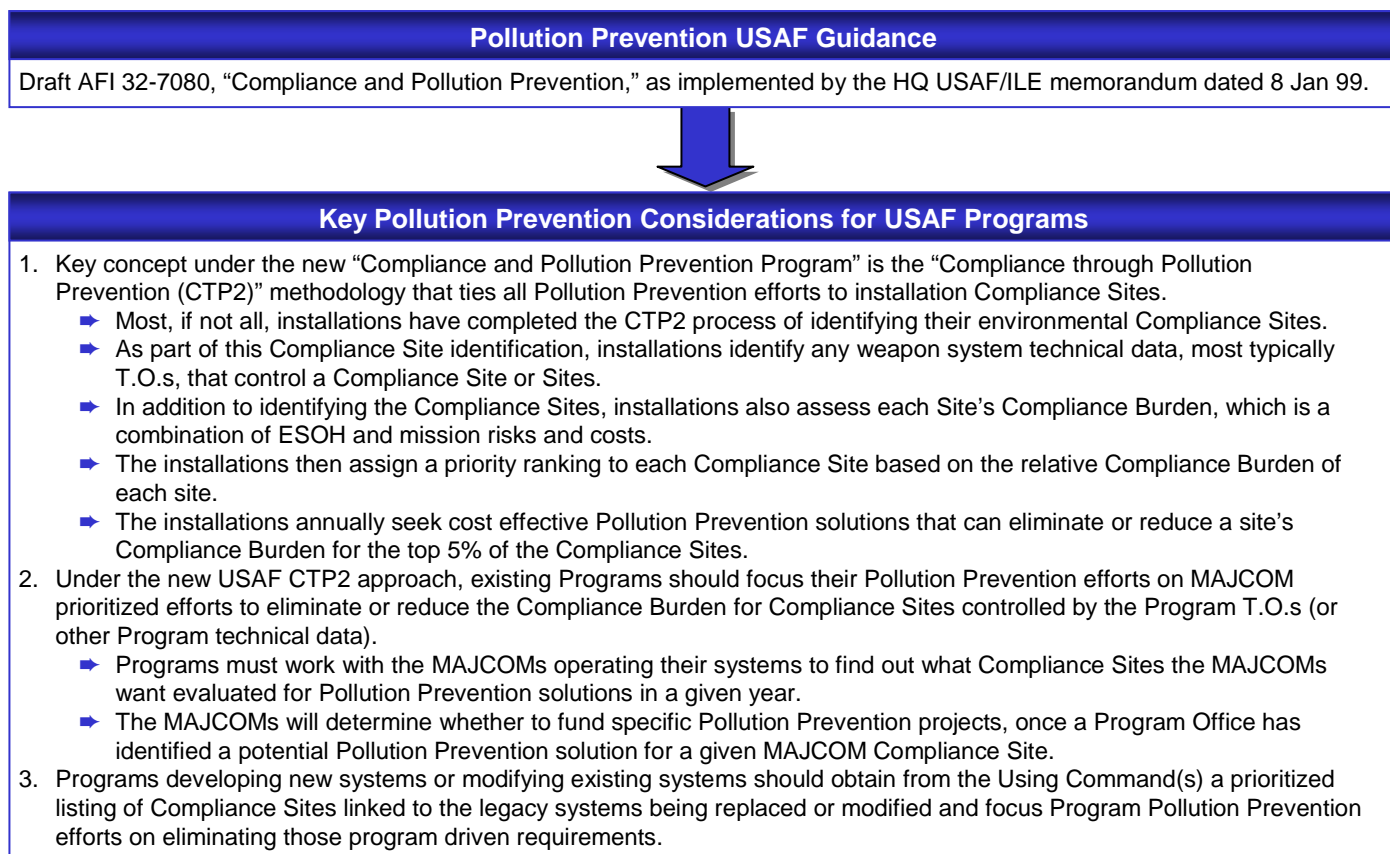 Pollution Prevention USAF Guidance
Draft AFI 32-7080, “Compliance and Pollution Prevention,” as implemented by the HQ USAF/ILE memorandum dated 8 Jan 99.
Key Pollution Prevention Considerations for USAF Programs
1. Key concept under the new “Compliance and Pollution Prevention Program” is the “Compliance through Pollution
Prevention (CTP2)” methodology that ties all Pollution Prevention efforts to installation Compliance Sites.
➨ Most, if not all, installations have completed the CTP2 process of identifying their environmental Compliance Sites.
➨ As part of this Compliance Site identification, installations identify any weapon system technical data, most typically
T.O.s, that control a Compliance Site or Sites.
➨ In addition to identifying the Compliance Sites, installations also assess each Site’s Compliance Burden, which is a
combination of ESOH and mission risks and costs.
➨ The installations then assign a priority ranking to each Compliance Site based on the relative Compliance Burden of
each site.
➨ The installations annually seek cost effective Pollution Prevention solutions that can eliminate or reduce a site’s
Compliance Burden for the top 5% of the Compliance Sites.
2. Under the new USAF CTP2 approach, existing Programs should focus their Pollution Prevention efforts on MAJCOM
prioritized efforts to eliminate or reduce the Compliance Burden for Compliance Sites controlled by the Program T.O.s (or
other Program technical data).
➨ Programs must work with the MAJCOMs operating their systems to find out what Compliance Sites the MAJCOMs
want evaluated for Pollution Prevention solutions in a given year.
➨ The MAJCOMs will determine whether to fund specific Pollution Prevention projects, once a Program Office has
identified a potential Pollution Prevention solution for a given MAJCOM Compliance Site.
3. Programs developing new systems or modifying existing systems should obtain from the Using Command(s) a prioritized
listing of Compliance Sites linked to the legacy systems being replaced or modified and focus Program Pollution Prevention
efforts on eliminating those program driven requirements.